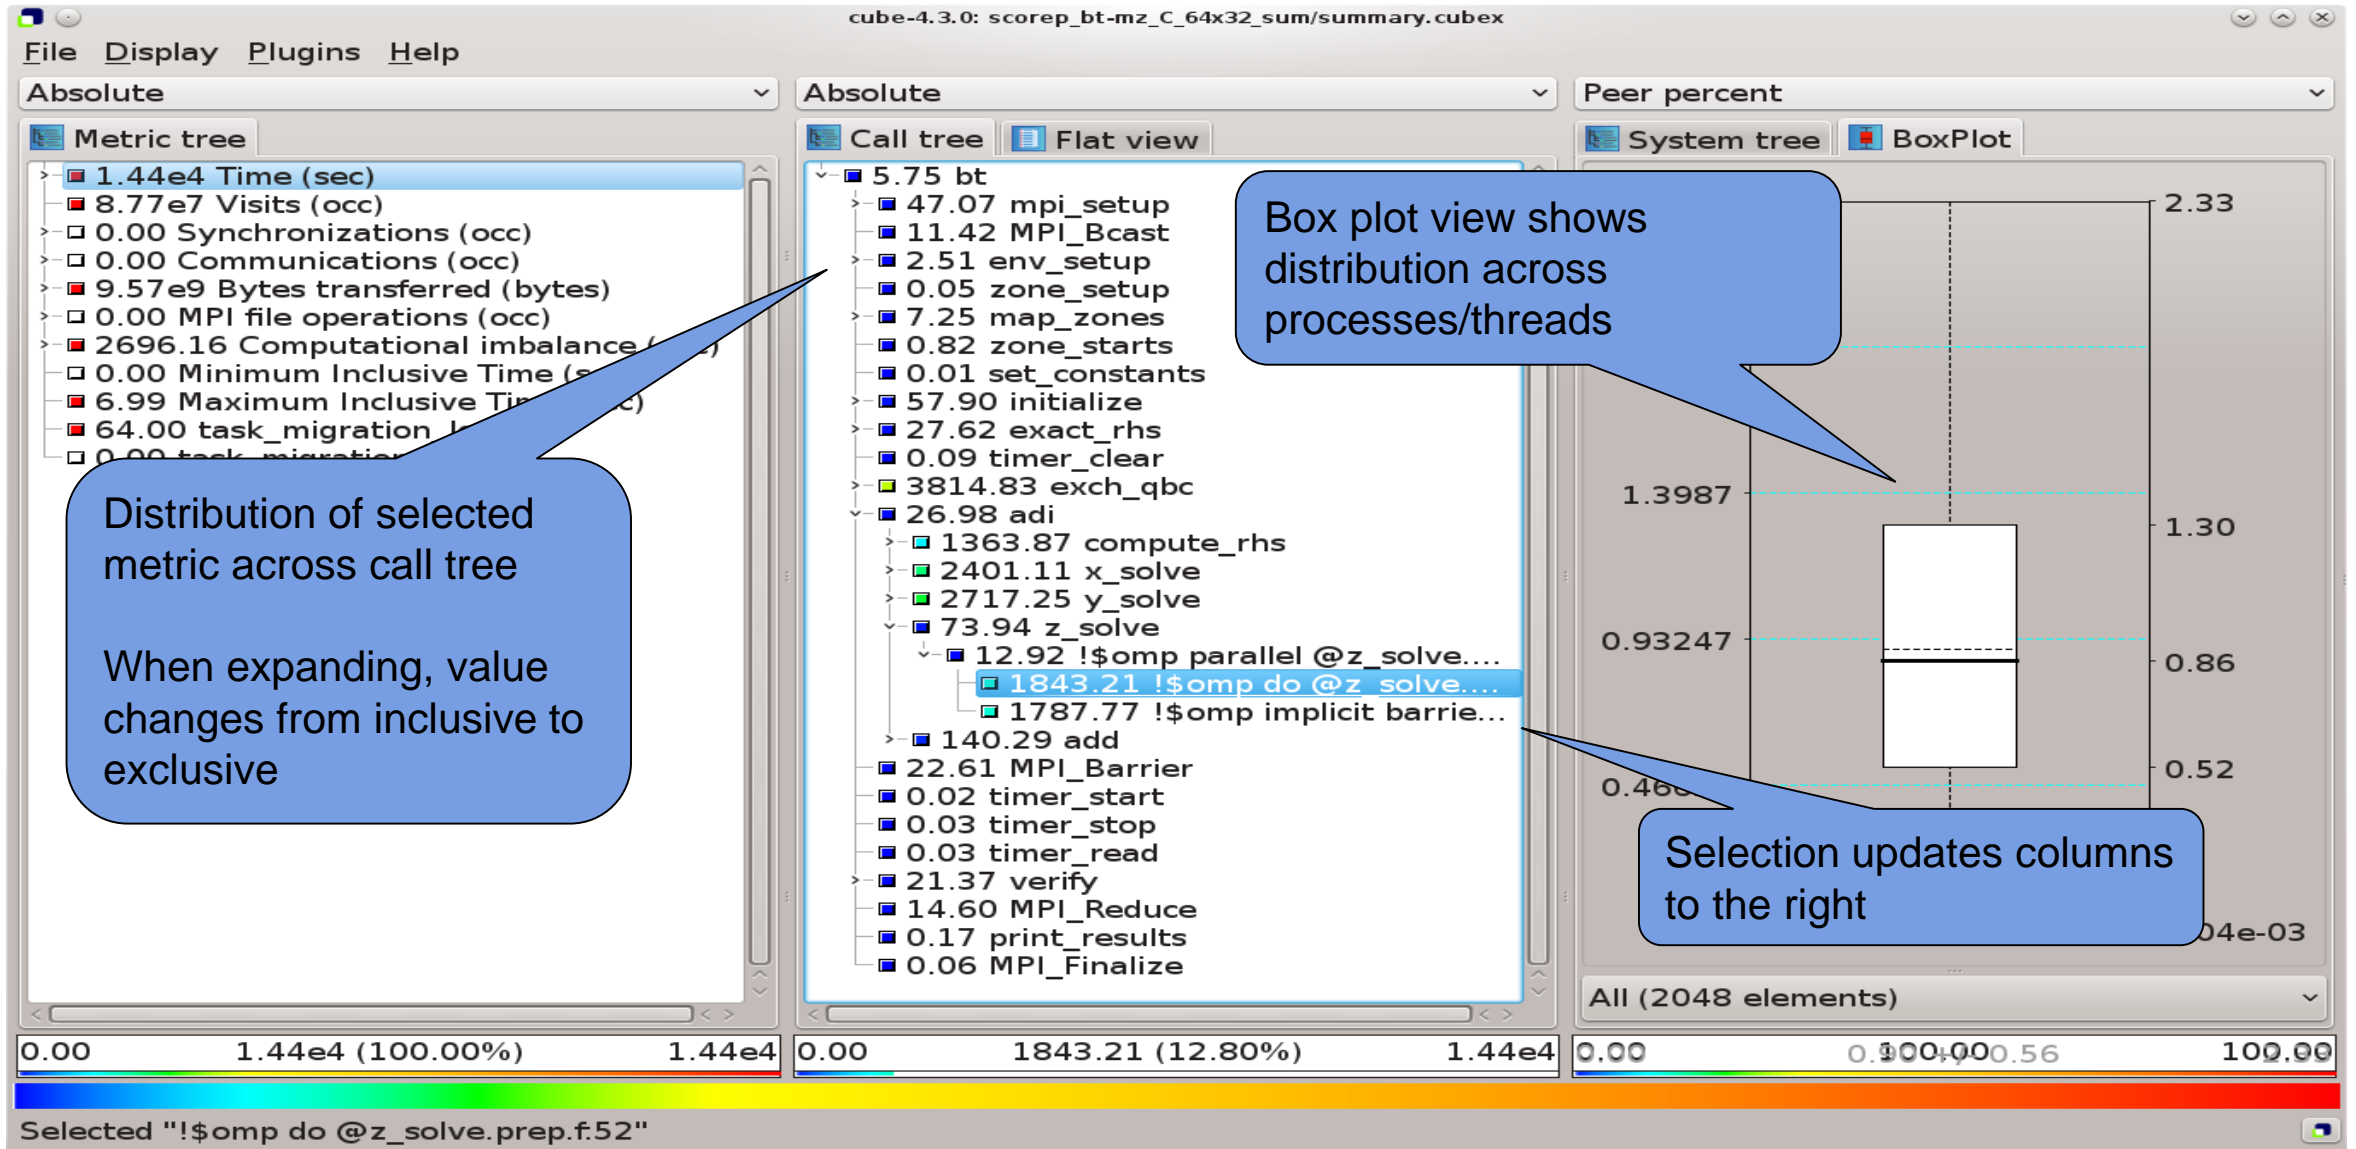 cube-4.3.0: scorep_bt-mz_C_64x32_sum/summary.cubex
File Display Plugins Help
Absolute
Absolute
Peer percent
Metric tree
1.44e4 Time (sec)
8.77e7 Visits (occ)
0.00 Synchronizations (occ)
0.00 Communications (occ)
9.57e9 Bytes transferred (bytes)
0.00 MPI file operations (occ)
2696.16 Computational imbalance
0.00 Minimum Inclusive Time
6.99 Maximum Inclusive
64.00 task_migration
0.00 task_migration
Distribution of selected
metric across call tree
When expanding, value
changes from inclusive to
exclusive
Call tree
Flat view
5.75 bt
47.07 mpi_setup
11.42 MPI_Bcast
2.51 env_setup
0.05 zone_setup
7.25 map_zones
0.82 zone_starts
0.01 set_constants
57.90 initialize
27.62 exact_rhs
0.09 timer_clear
3814.83 exch_qbc
26.98 adi
1363.87 compute_rhs
2401.11 x_solve
2717.25 y_solve
73.94 z_solve
12.92 !$omp parallel @z_solve....
1843.21 !$omp do @z_solve....
1787.77 !$omp implicit barrie...
140.29 add
22.61 MPI_Barrier
0.02 timer_start
0.03 timer_stop
0.03 timer_read
21.37 verify
14.60 MPI_Reduce
0.17 print_results
0.06 MPI_Finalize
System tree
BoxPlot
Box plot view shows
distribution across
processes/threads
2.33
1.3987
1.30
0.93247
0.86
0.52
Selection updates columns
to the right
04e-03
All (2048 elements)
0.00 1.44e4 (100.00%) 1.44e4
0.00 1843.21 (12.80%) 1.44e4
0.00 100.00 100.00
Selected "!$omp do @z_solve.prep.f:52"